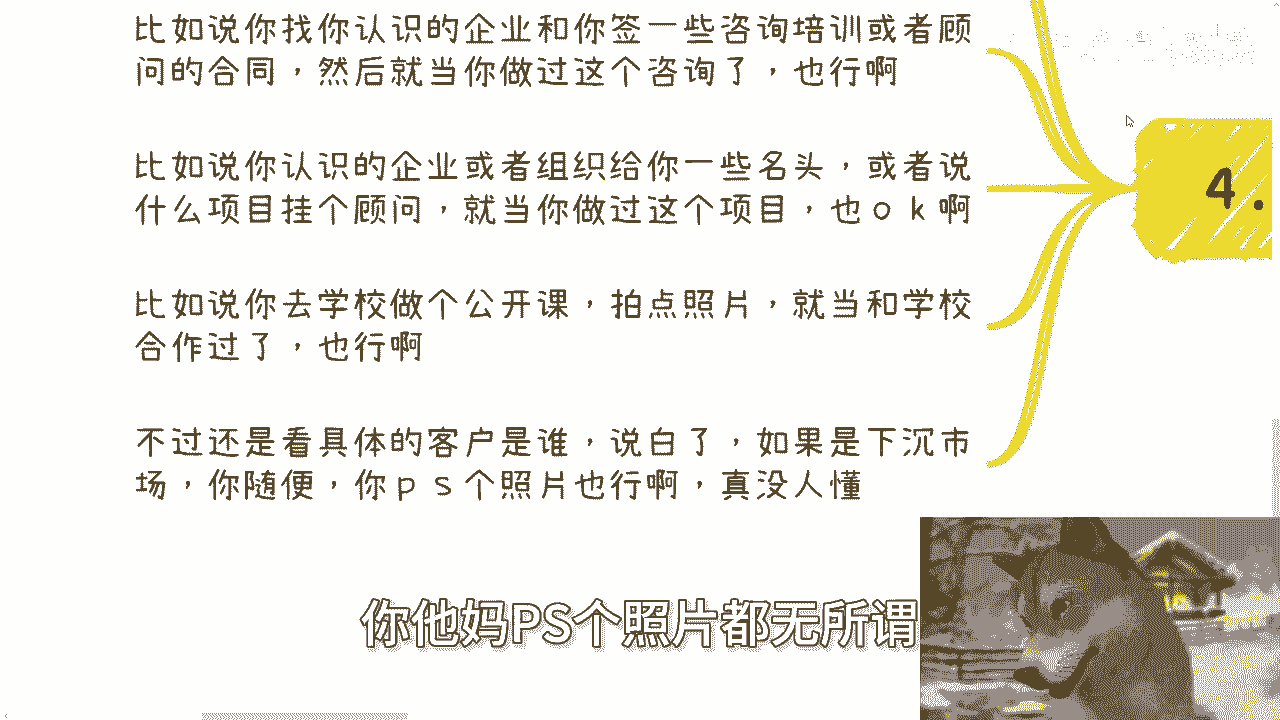 比如说你找你认识的企业和你签一些咨询培训或者顾
问的合同，然后就当你做过这个咨询了，也行啊
比如说你认识的企业或者组织给你一些名头，或者说
什么项目挂个顾问，就当你做过这个项目，也ok啊
4.
比如说你去学校做个公开课，拍点照片，就当和学校
合作过了，也行啊
不过还是看具体的客户是谁，说白了，如果是下沉市
场，你随便，你ps个照片也行啊，真没人懂
你他妈PS个照片都无所谓